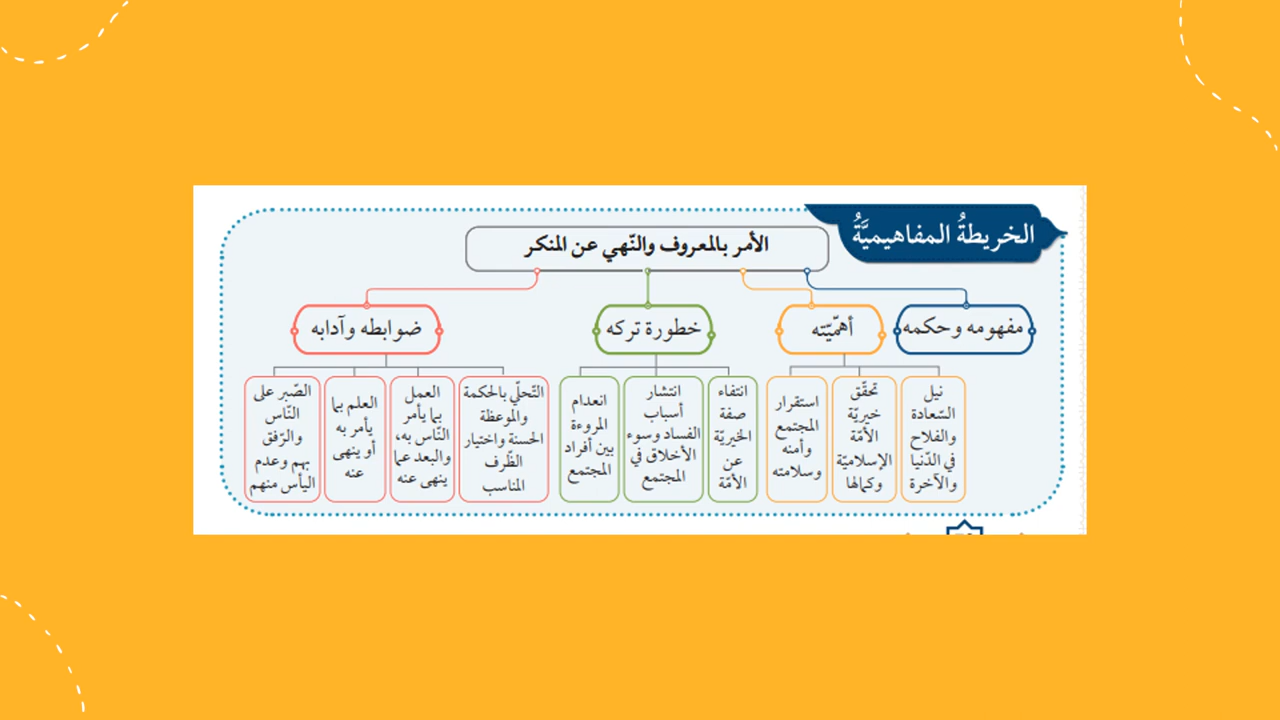 الخريطةُ المفاهيميَّةُ
الأمر بالمعروف والنّهي عن المنكر
مفهومه وحكمه
أهمّيّته
خطورة تركه
ضوابطه وآدابه
نيل
السّعادة
والفلاح
في الدّنيا
والآخرة
تحقّق
خيريّة
الأمّة
الإسلاميّة
وكمالها
استقرار
المجتمع
وأمنه
وسلامته
انتفاء
صفة
الخيريّة
عن
الأمّة
انتشار
أسباب
الفساد وسوء
الأخلاق في
المجتمع
انعدام
المروءة
بين أفراد
المجتمع
التّحلّي بالحكمة
والموعظة
الحسنة واختيار
الظّرف
المناسب
العمل
بما يأمر
النّاس به،
والبعد عما
ينهى عنه
العلم بما
يأمر به
أو ينهى
عنه
الصّبر على
النّاس
والرّفق
بهم وعدم
اليأس منهم